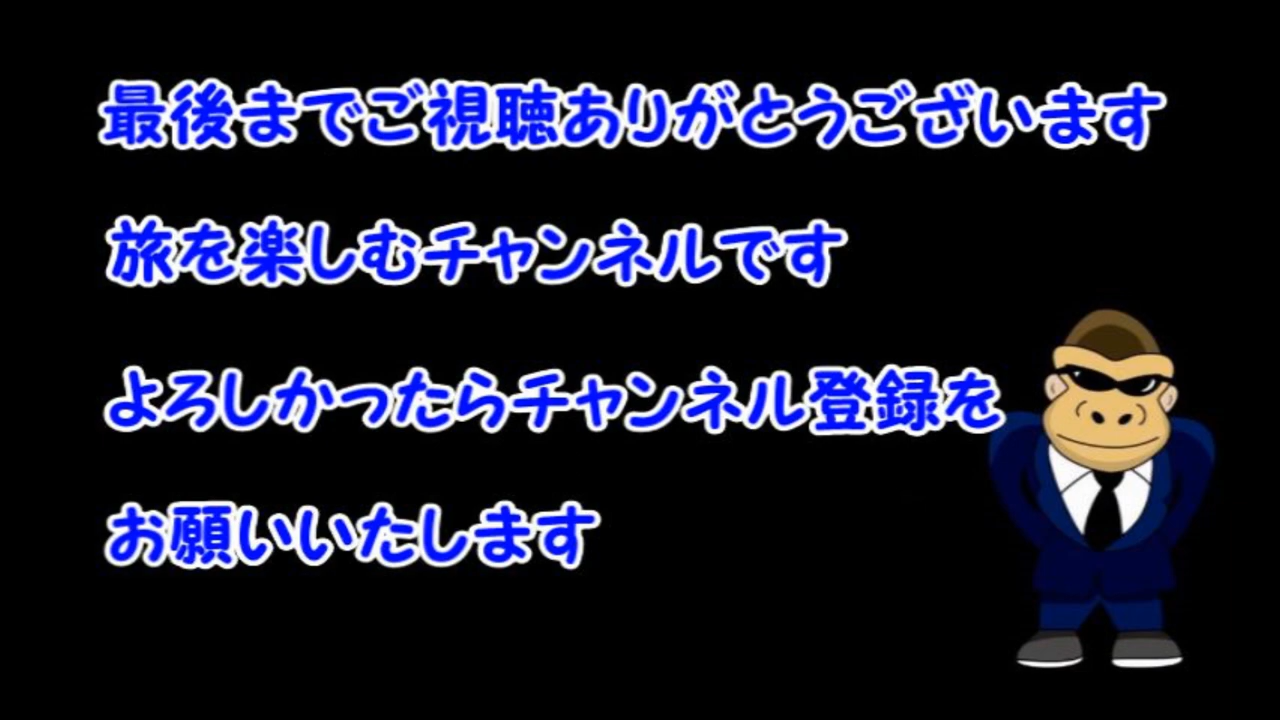 最後までご視聴ありがとうございます
旅を楽しむチャンネルです
よろしかったらチャンネル登録を
お願いいたします